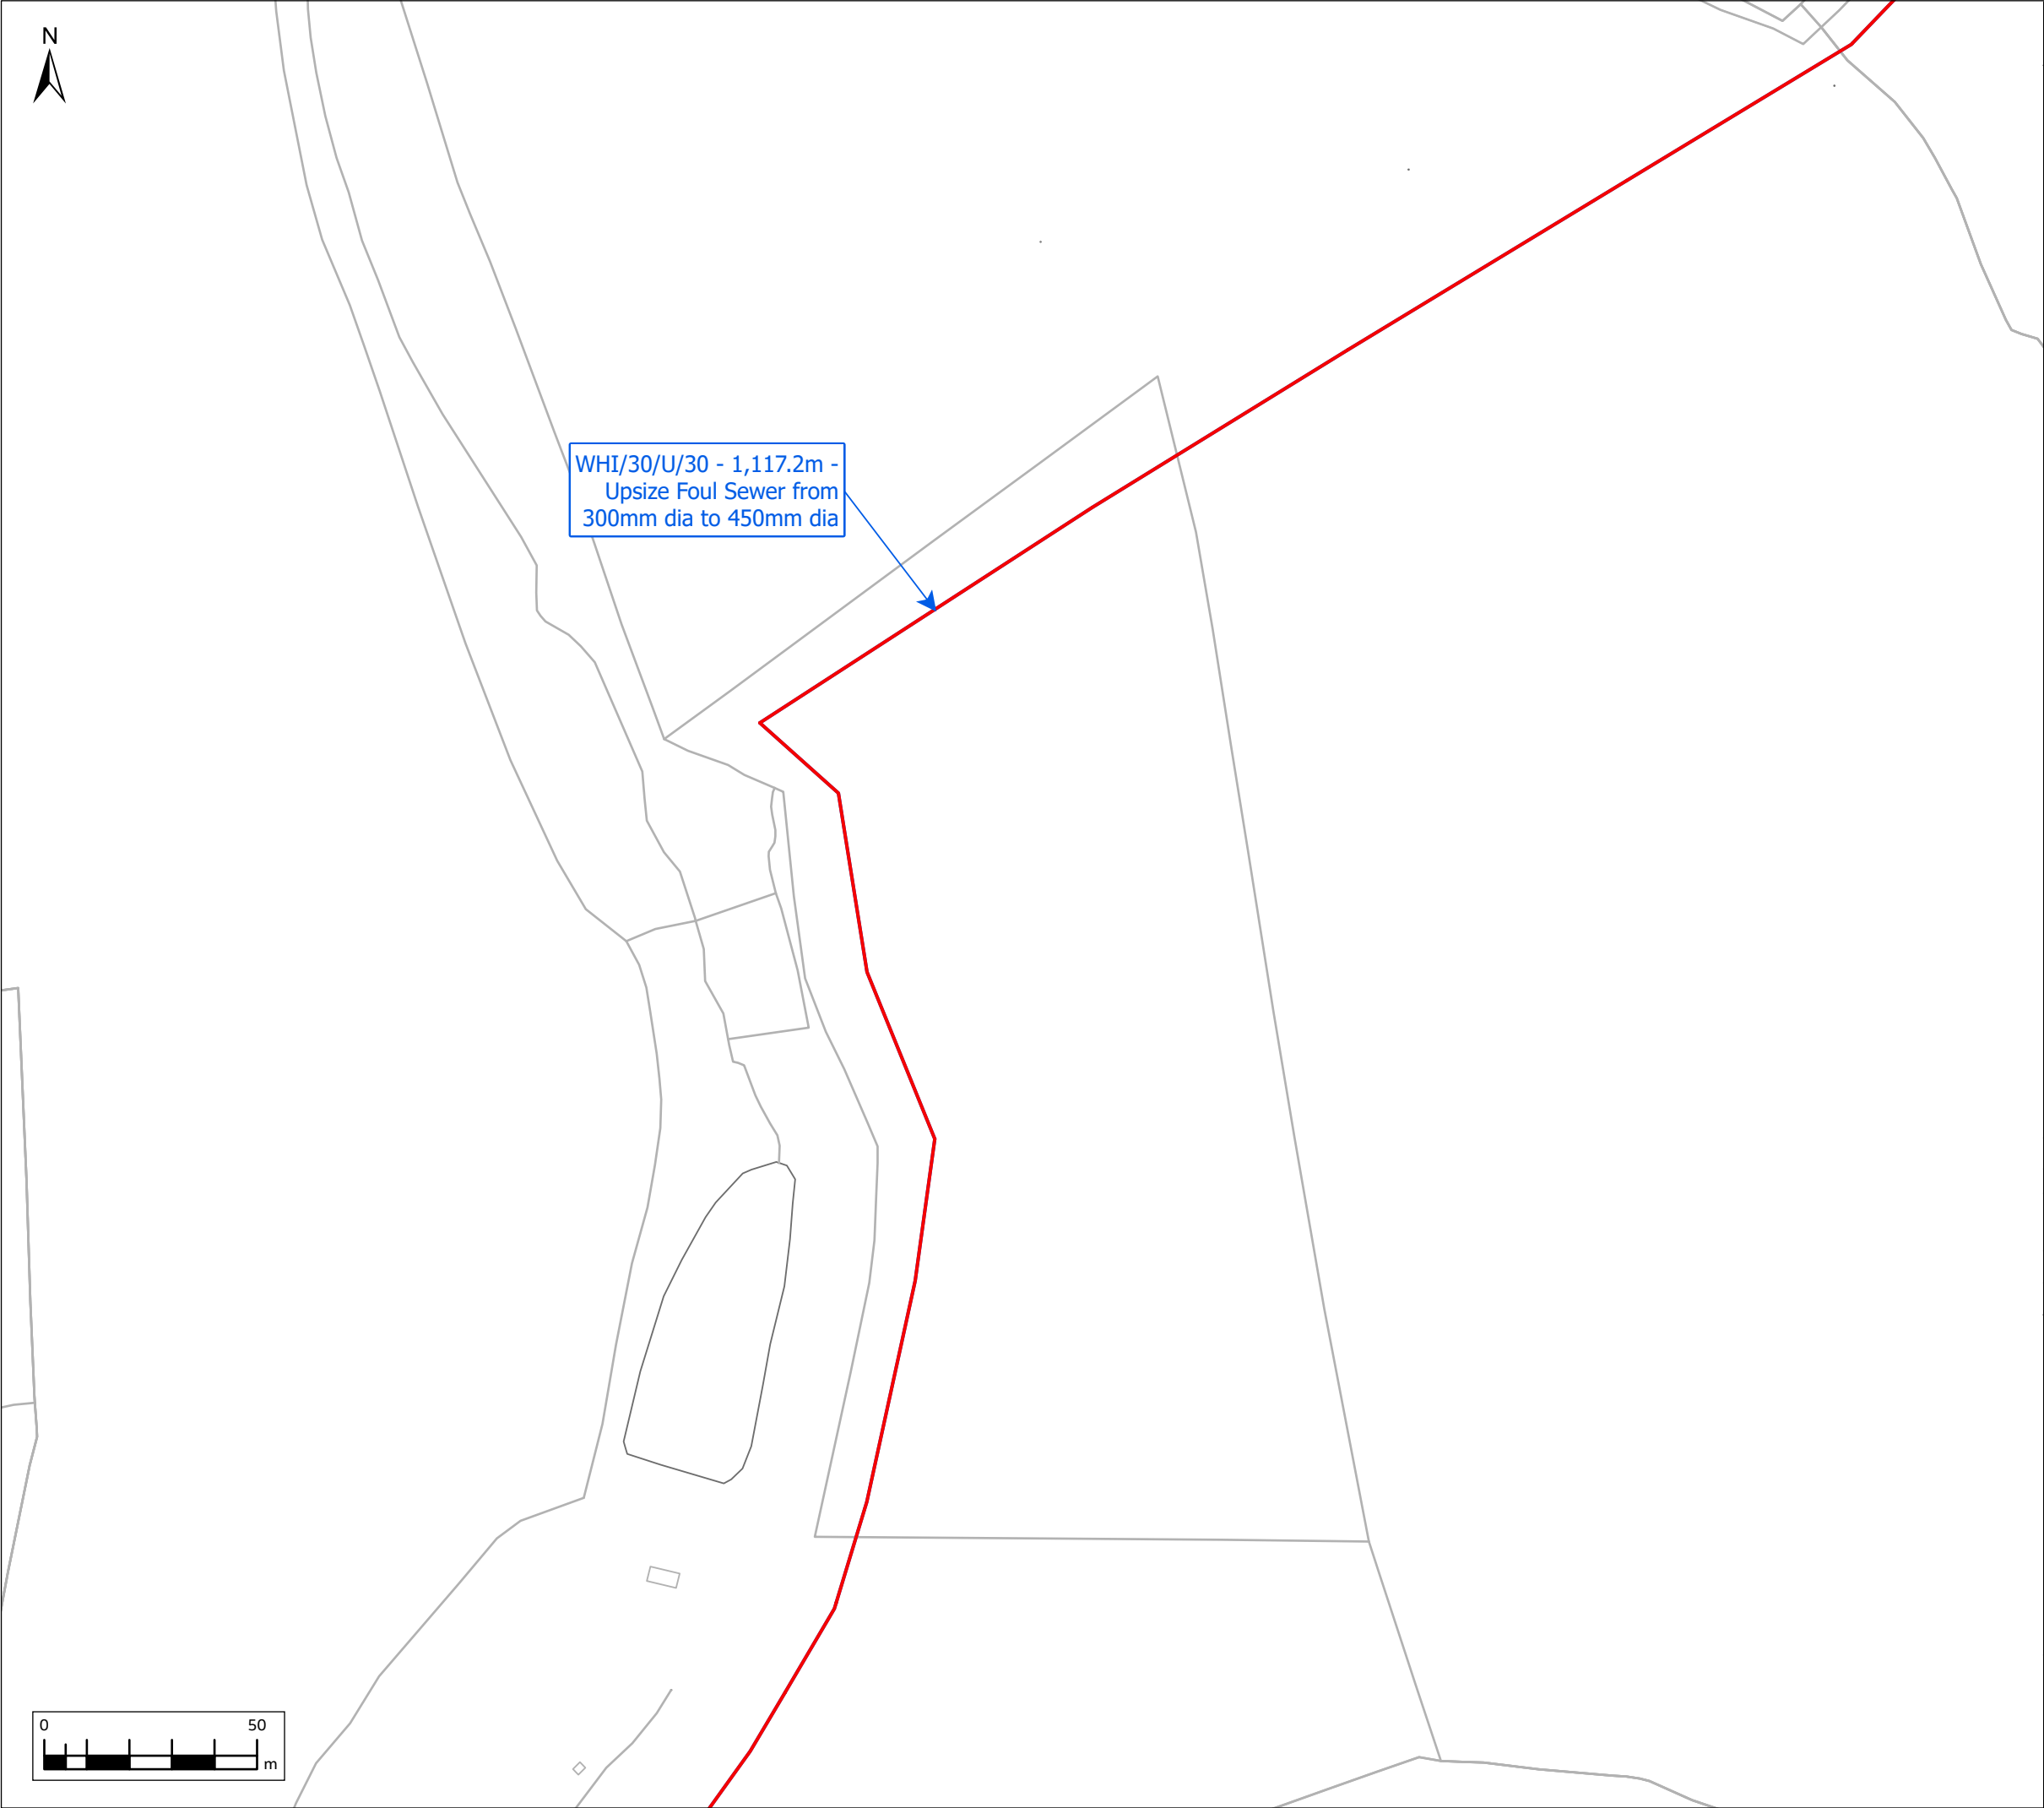 N
WHI/30/U/30 - 1,117.2m -
Upsize Foul Sewer from
300mm dia to 450mm dia
0 50
m